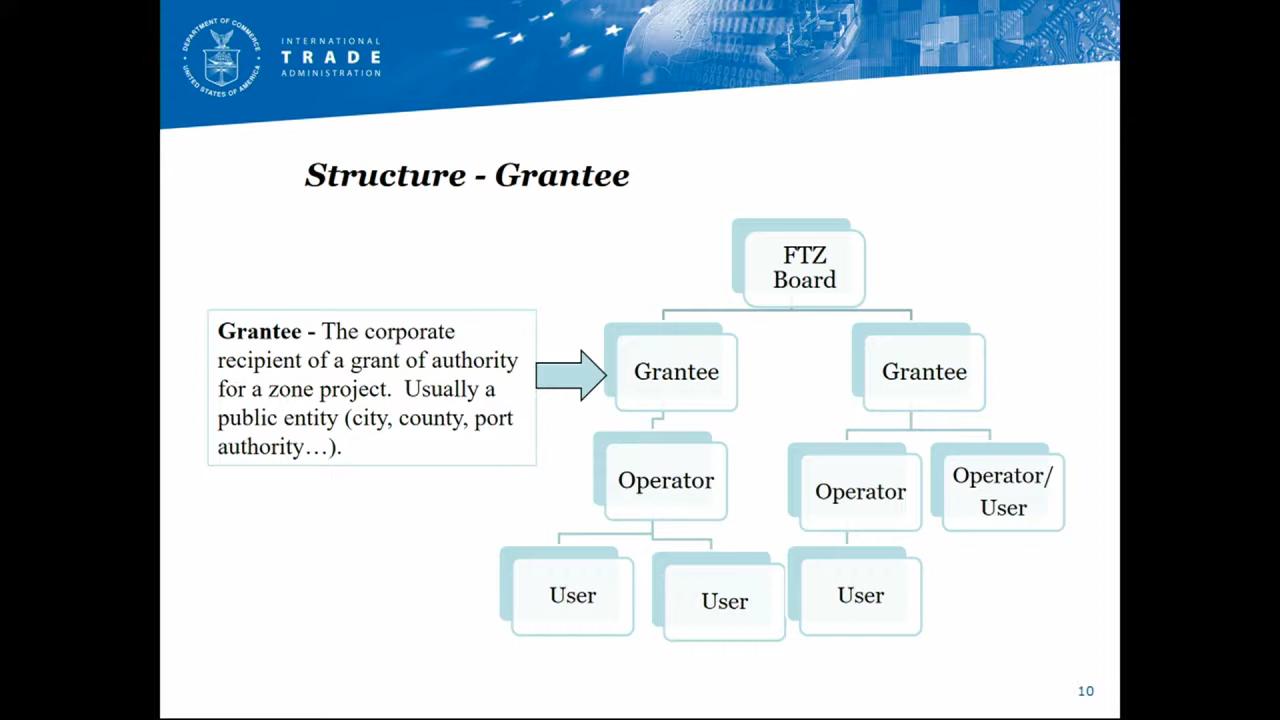 DEPARTMENT OF COMMERCE
UNITED STATES OF AMERICA
INTERNATIONAL
TRADE
ADMINISTRATION
Structure - Grantee
FTZ
Board
Grantee - The corporate
recipient of a grant of authority
for a zone project.  Usually a
public entity (city, county, port
authority…).
Grantee
Grantee
Operator
Operator
Operator/
User
User
User
User
10